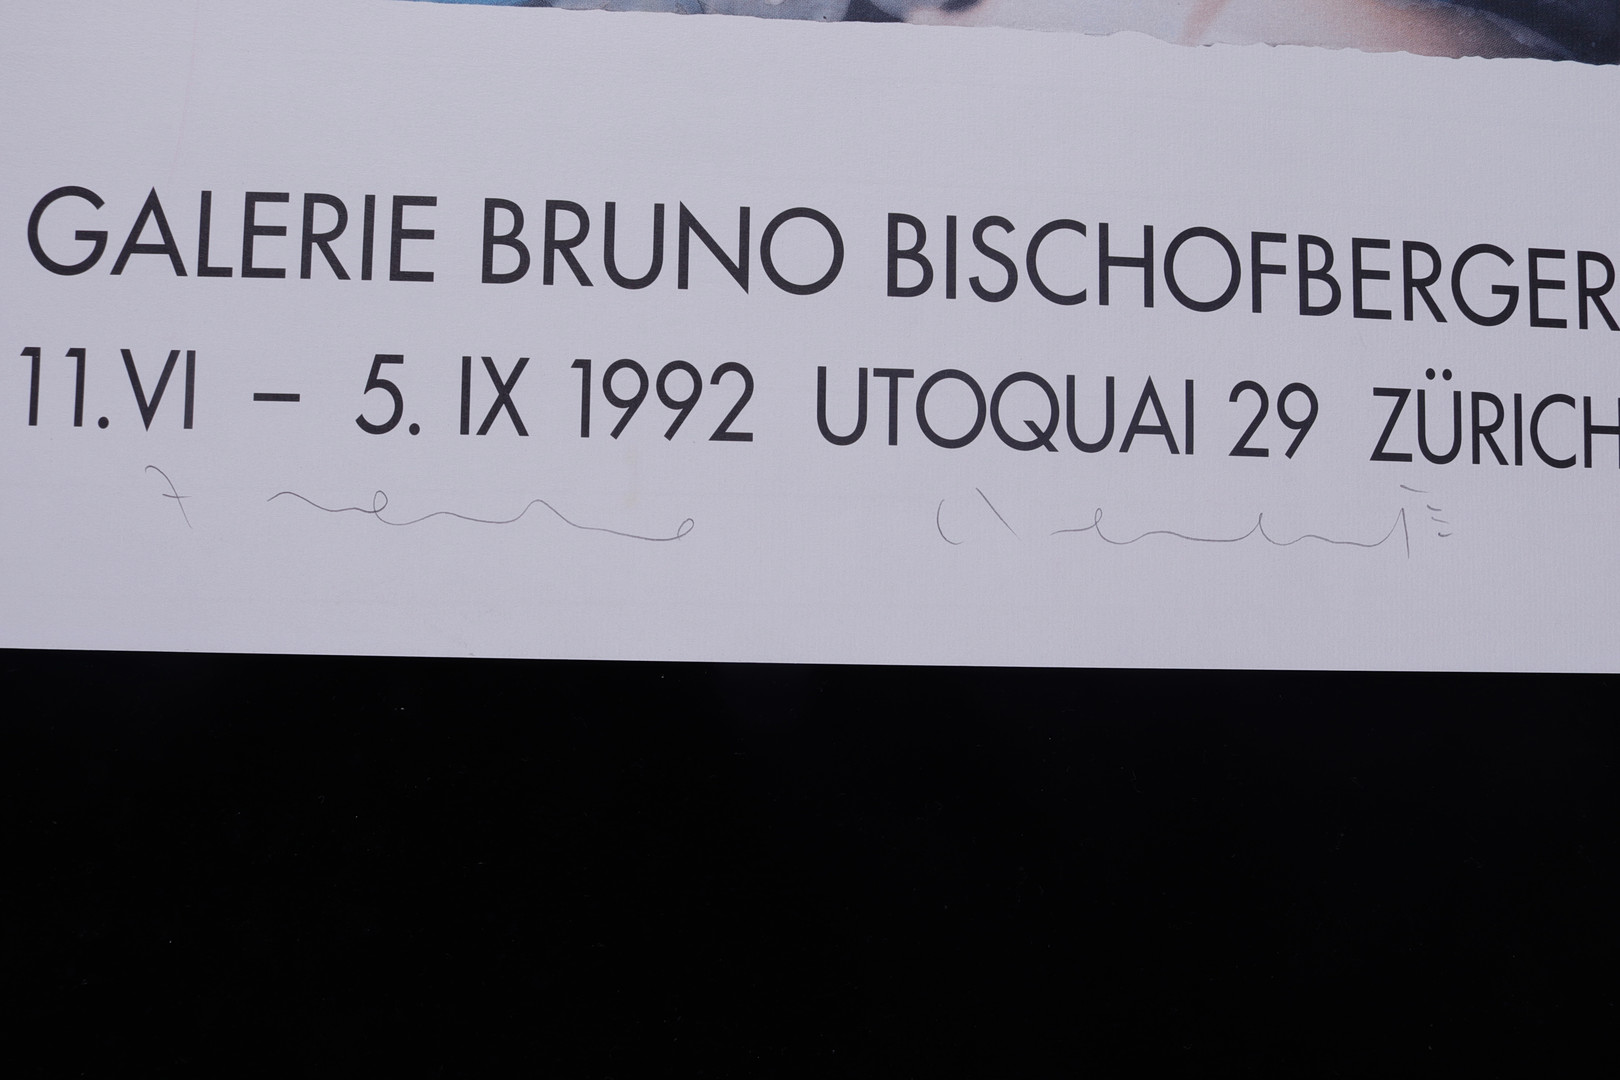 GALERIE BRUNO BISCHOFBERGER
11.VI – 5. IX 1992 UTOQUAI 29 ZÜRICH